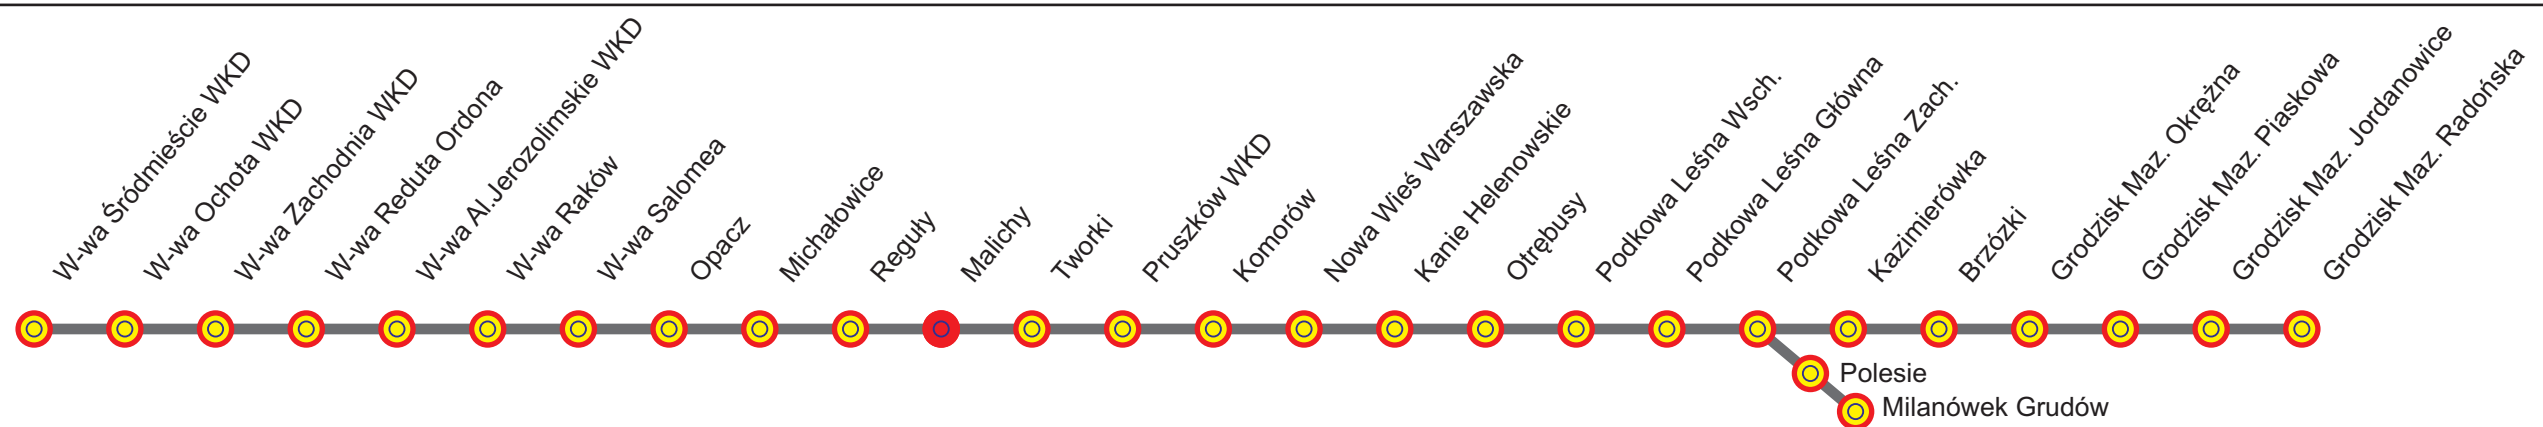 W-wa Śródmieście WKD
W-wa Ochota WKD
W-wa Zachodnia WKD
W-wa Reduta Ordona
W-wa Al.Jerozolimskie WKD
W-wa Raków
W-wa Salomea
Opacz
Michałowice
Reguły
Malichy
Tworki
Pruszków WKD
Komorów
Nowa Wieś Warszawska
Kanie Helenowskie
Otrębusy
Podkowa Leśna Wsch.
Podkowa Leśna Główna
Podkowa Leśna Zach.
Kazimierówka
Brzózki
Grodzisk Maz. Okrężna
Grodzisk Maz. Piaskowa
Grodzisk Maz. Jordanowice
Grodzisk Maz. Radońska
Polesie
Milanówek Grudów